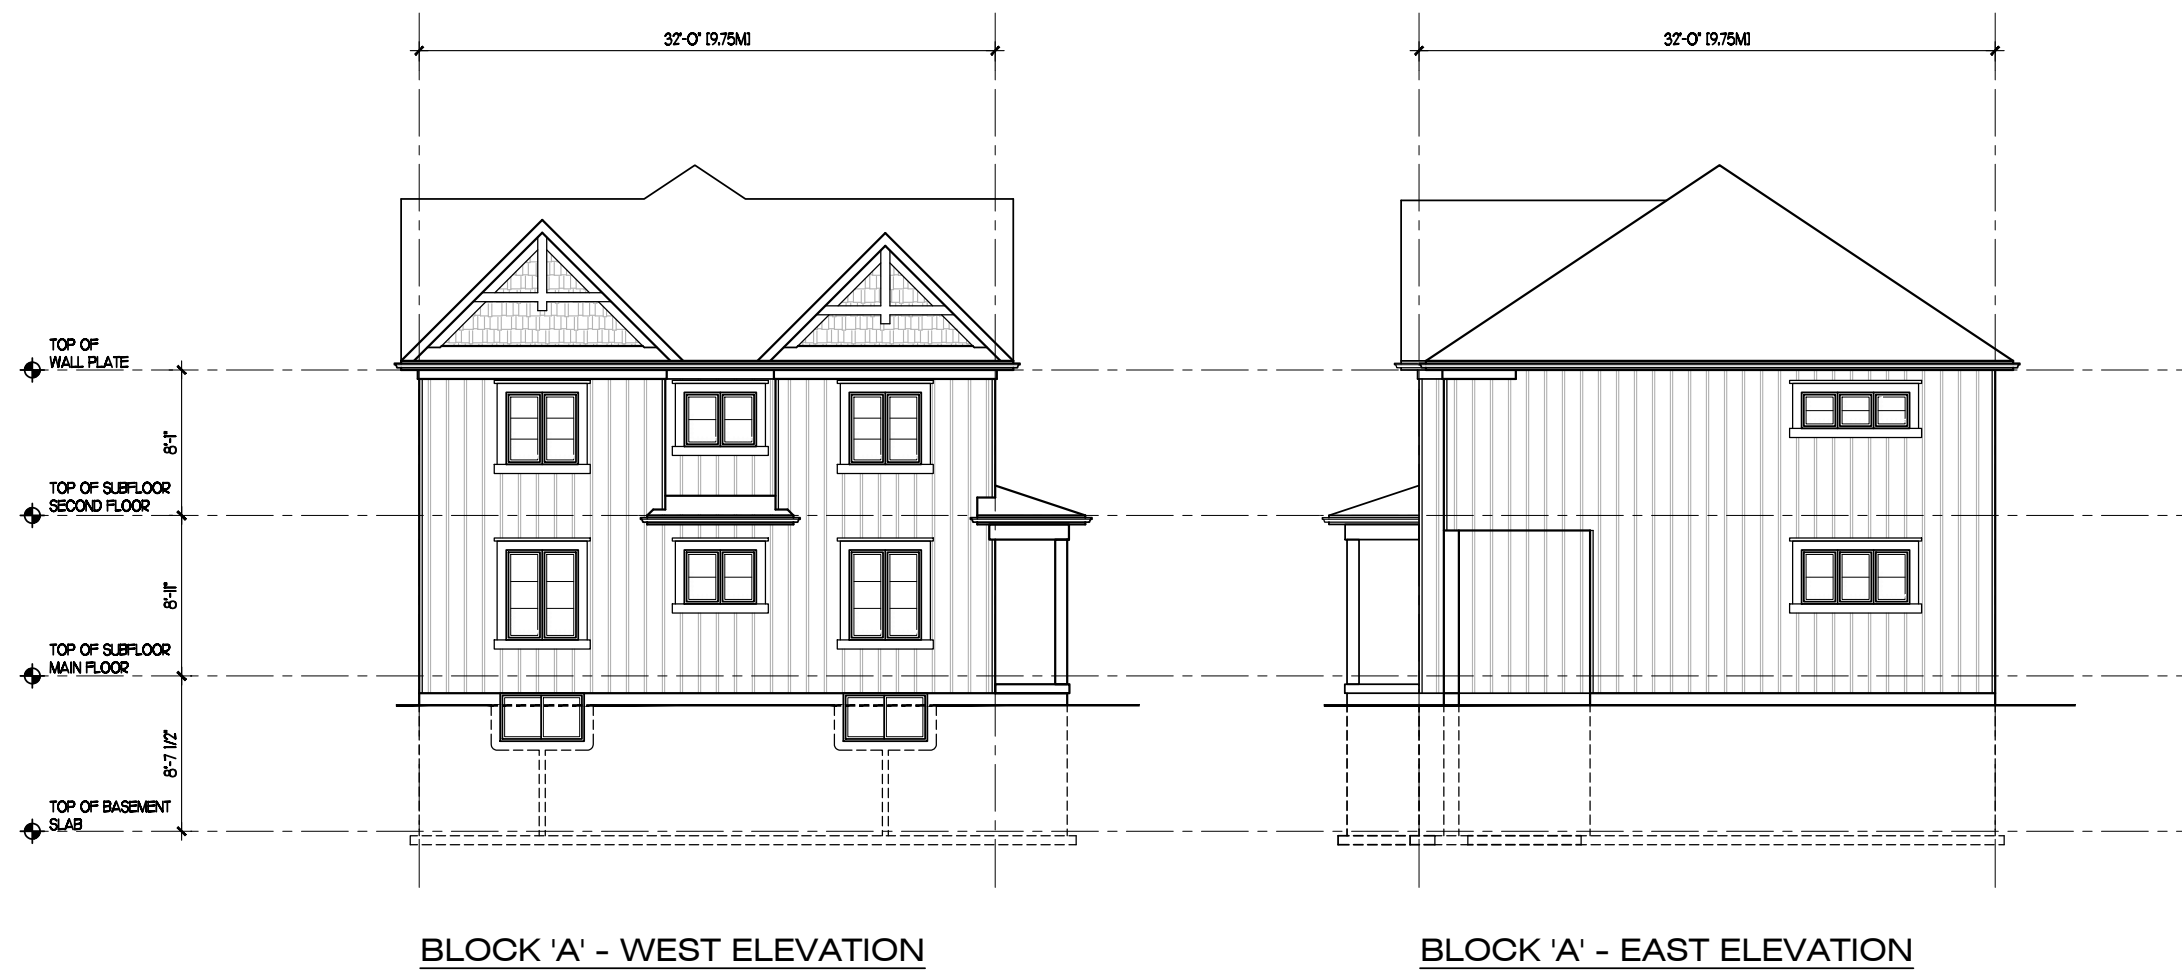 32'-0" [9.75M]
32'-0" [9.75M]
TOP OF
WALL PLATE
8'-1"
TOP OF SUBFLOOR
SECOND FLOOR
8'-11"
TOP OF SUBFLOOR
MAIN FLOOR
8'-7 1/2"
TOP OF BASEMENT
SLAB
BLOCK 'A' - WEST ELEVATION
BLOCK 'A' - EAST ELEVATION